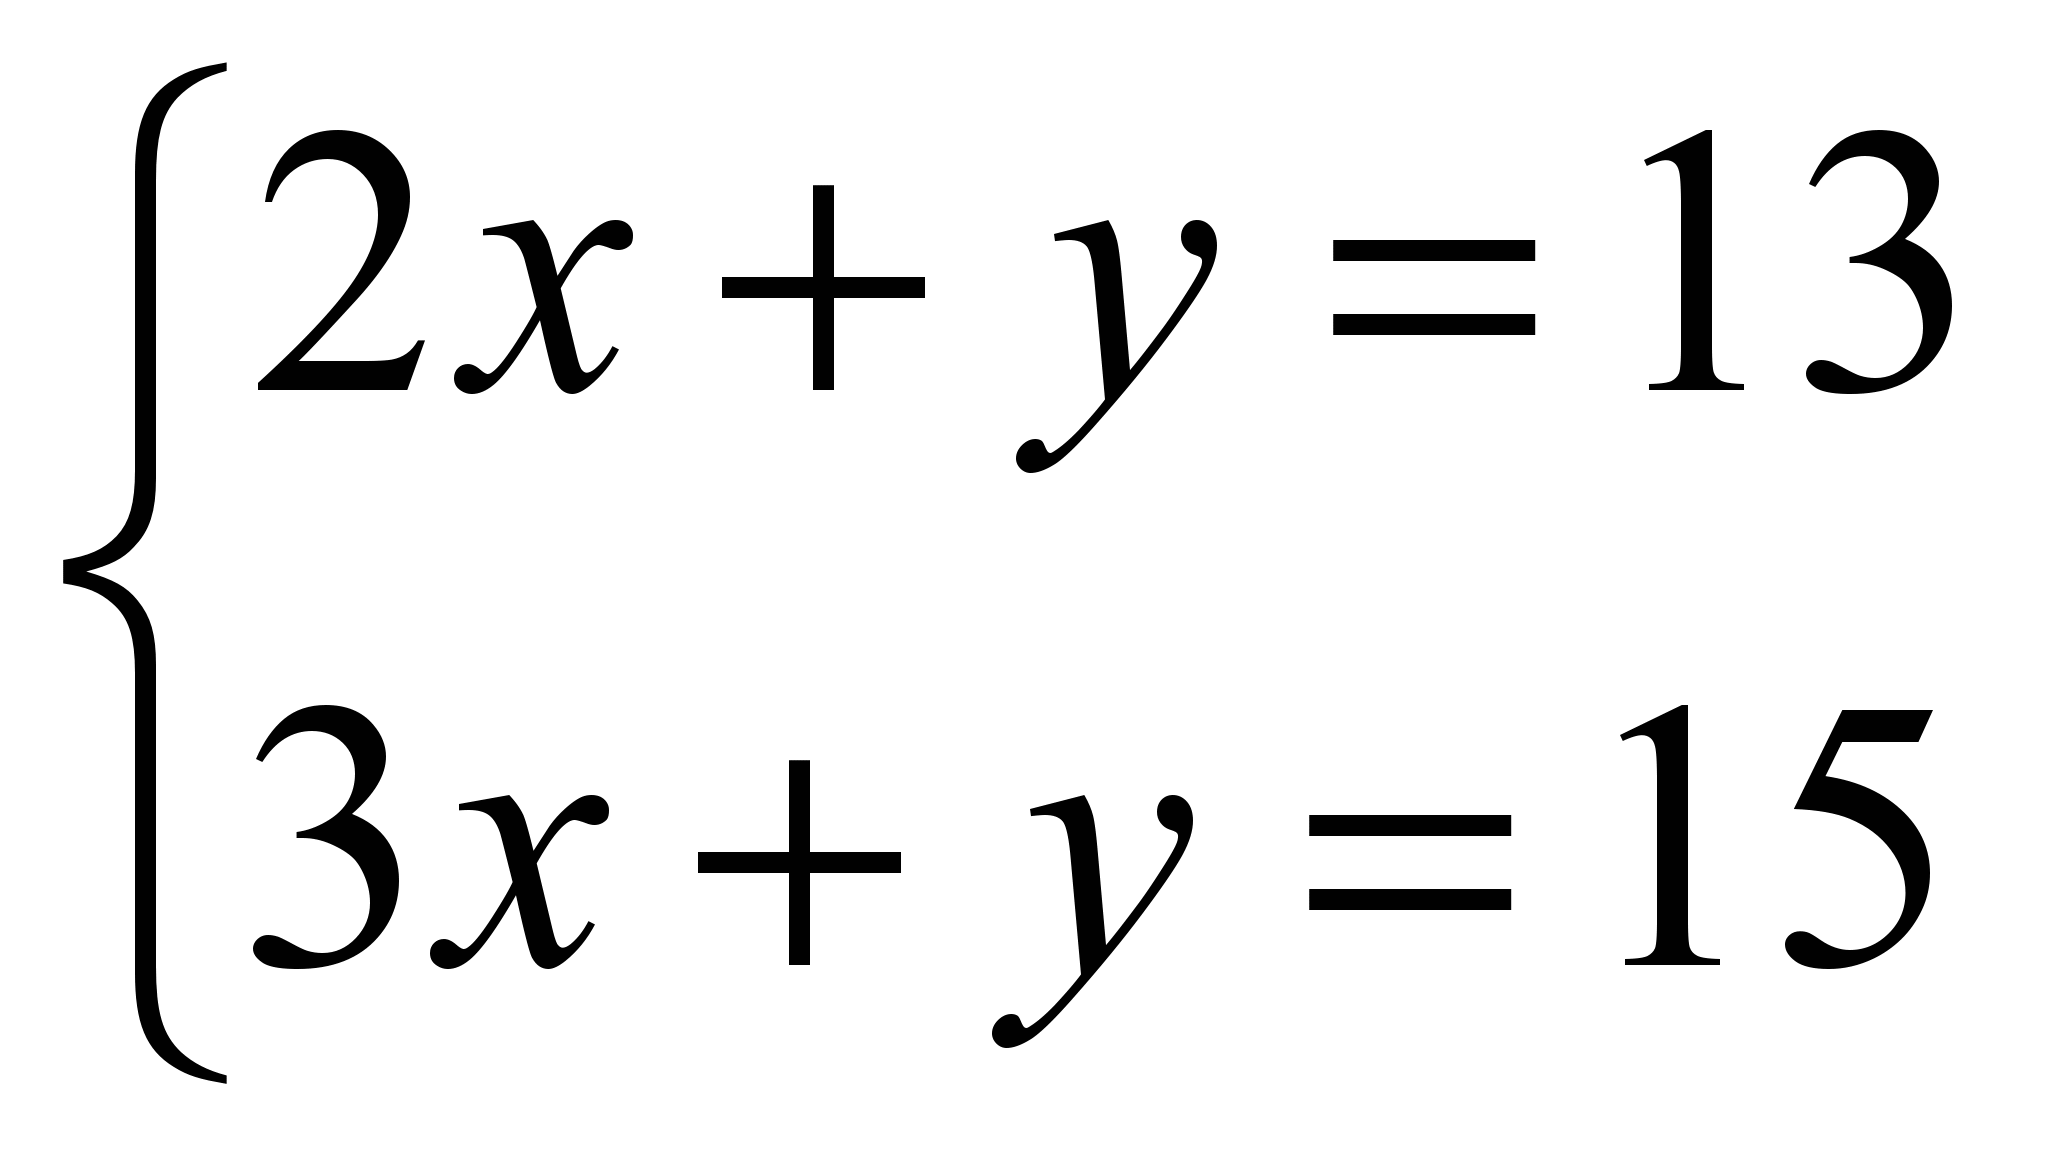 2x + y = 13
3x + y = 15